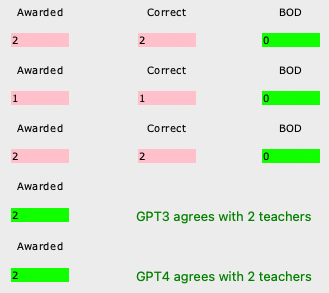 Awarded Correct BOD
2 2 0
Awarded Correct BOD
1 1 0
Awarded Correct BOD
2 2 0
Awarded
2 GPT3 agrees with 2 teachers
Awarded
2 GPT4 agrees with 2 teachers